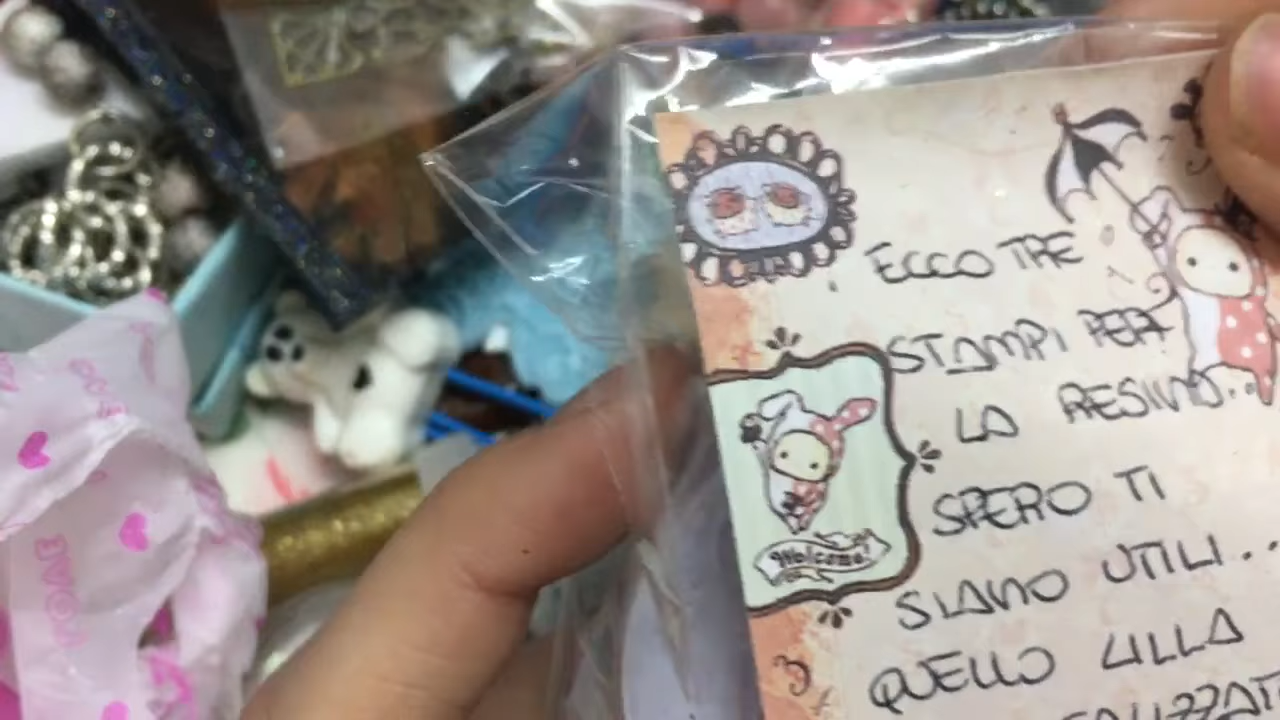 ECCO TRE
STAMPI PER
LA RESINA..
SPERO TI
Welcome!
SIANO UTILI..
QUELLO LILLA